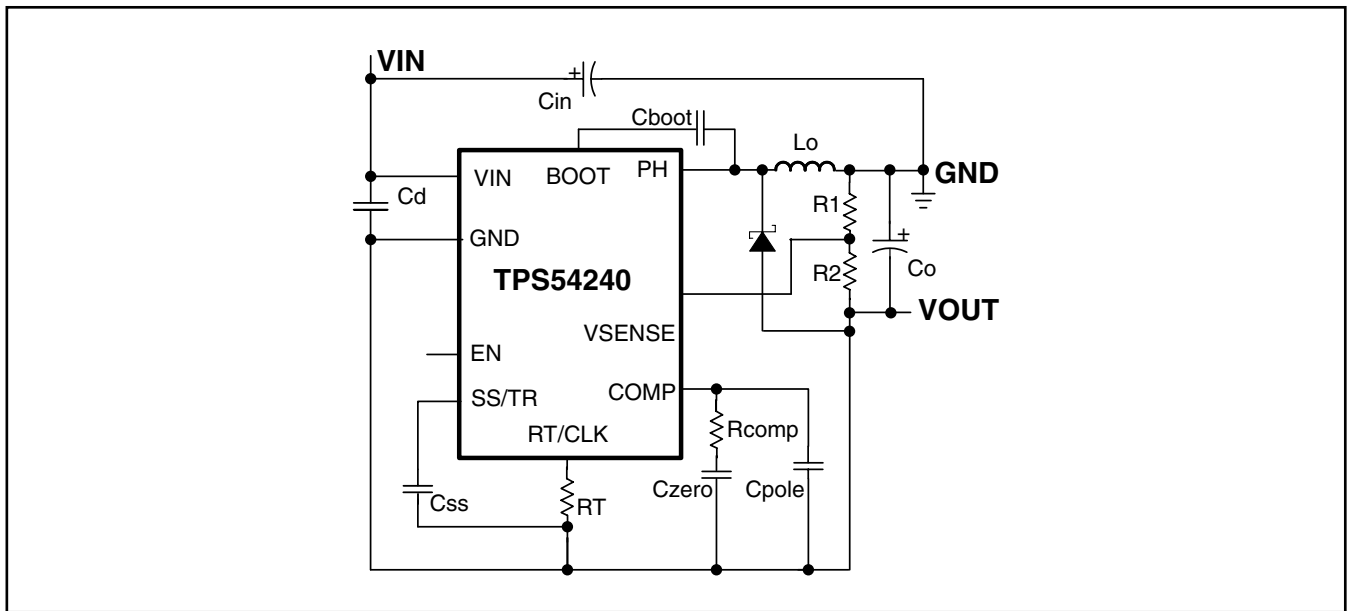 VIN
+
Cin
Cboot
Lo
VIN
BOOT
PH
GND
Cd
R1
GND
+
TPS54240
R2
Co
VOUT
VSENSE
EN
COMP
SS/TR
RT/CLK
Rcomp
Css
RT
Czero
Cpole